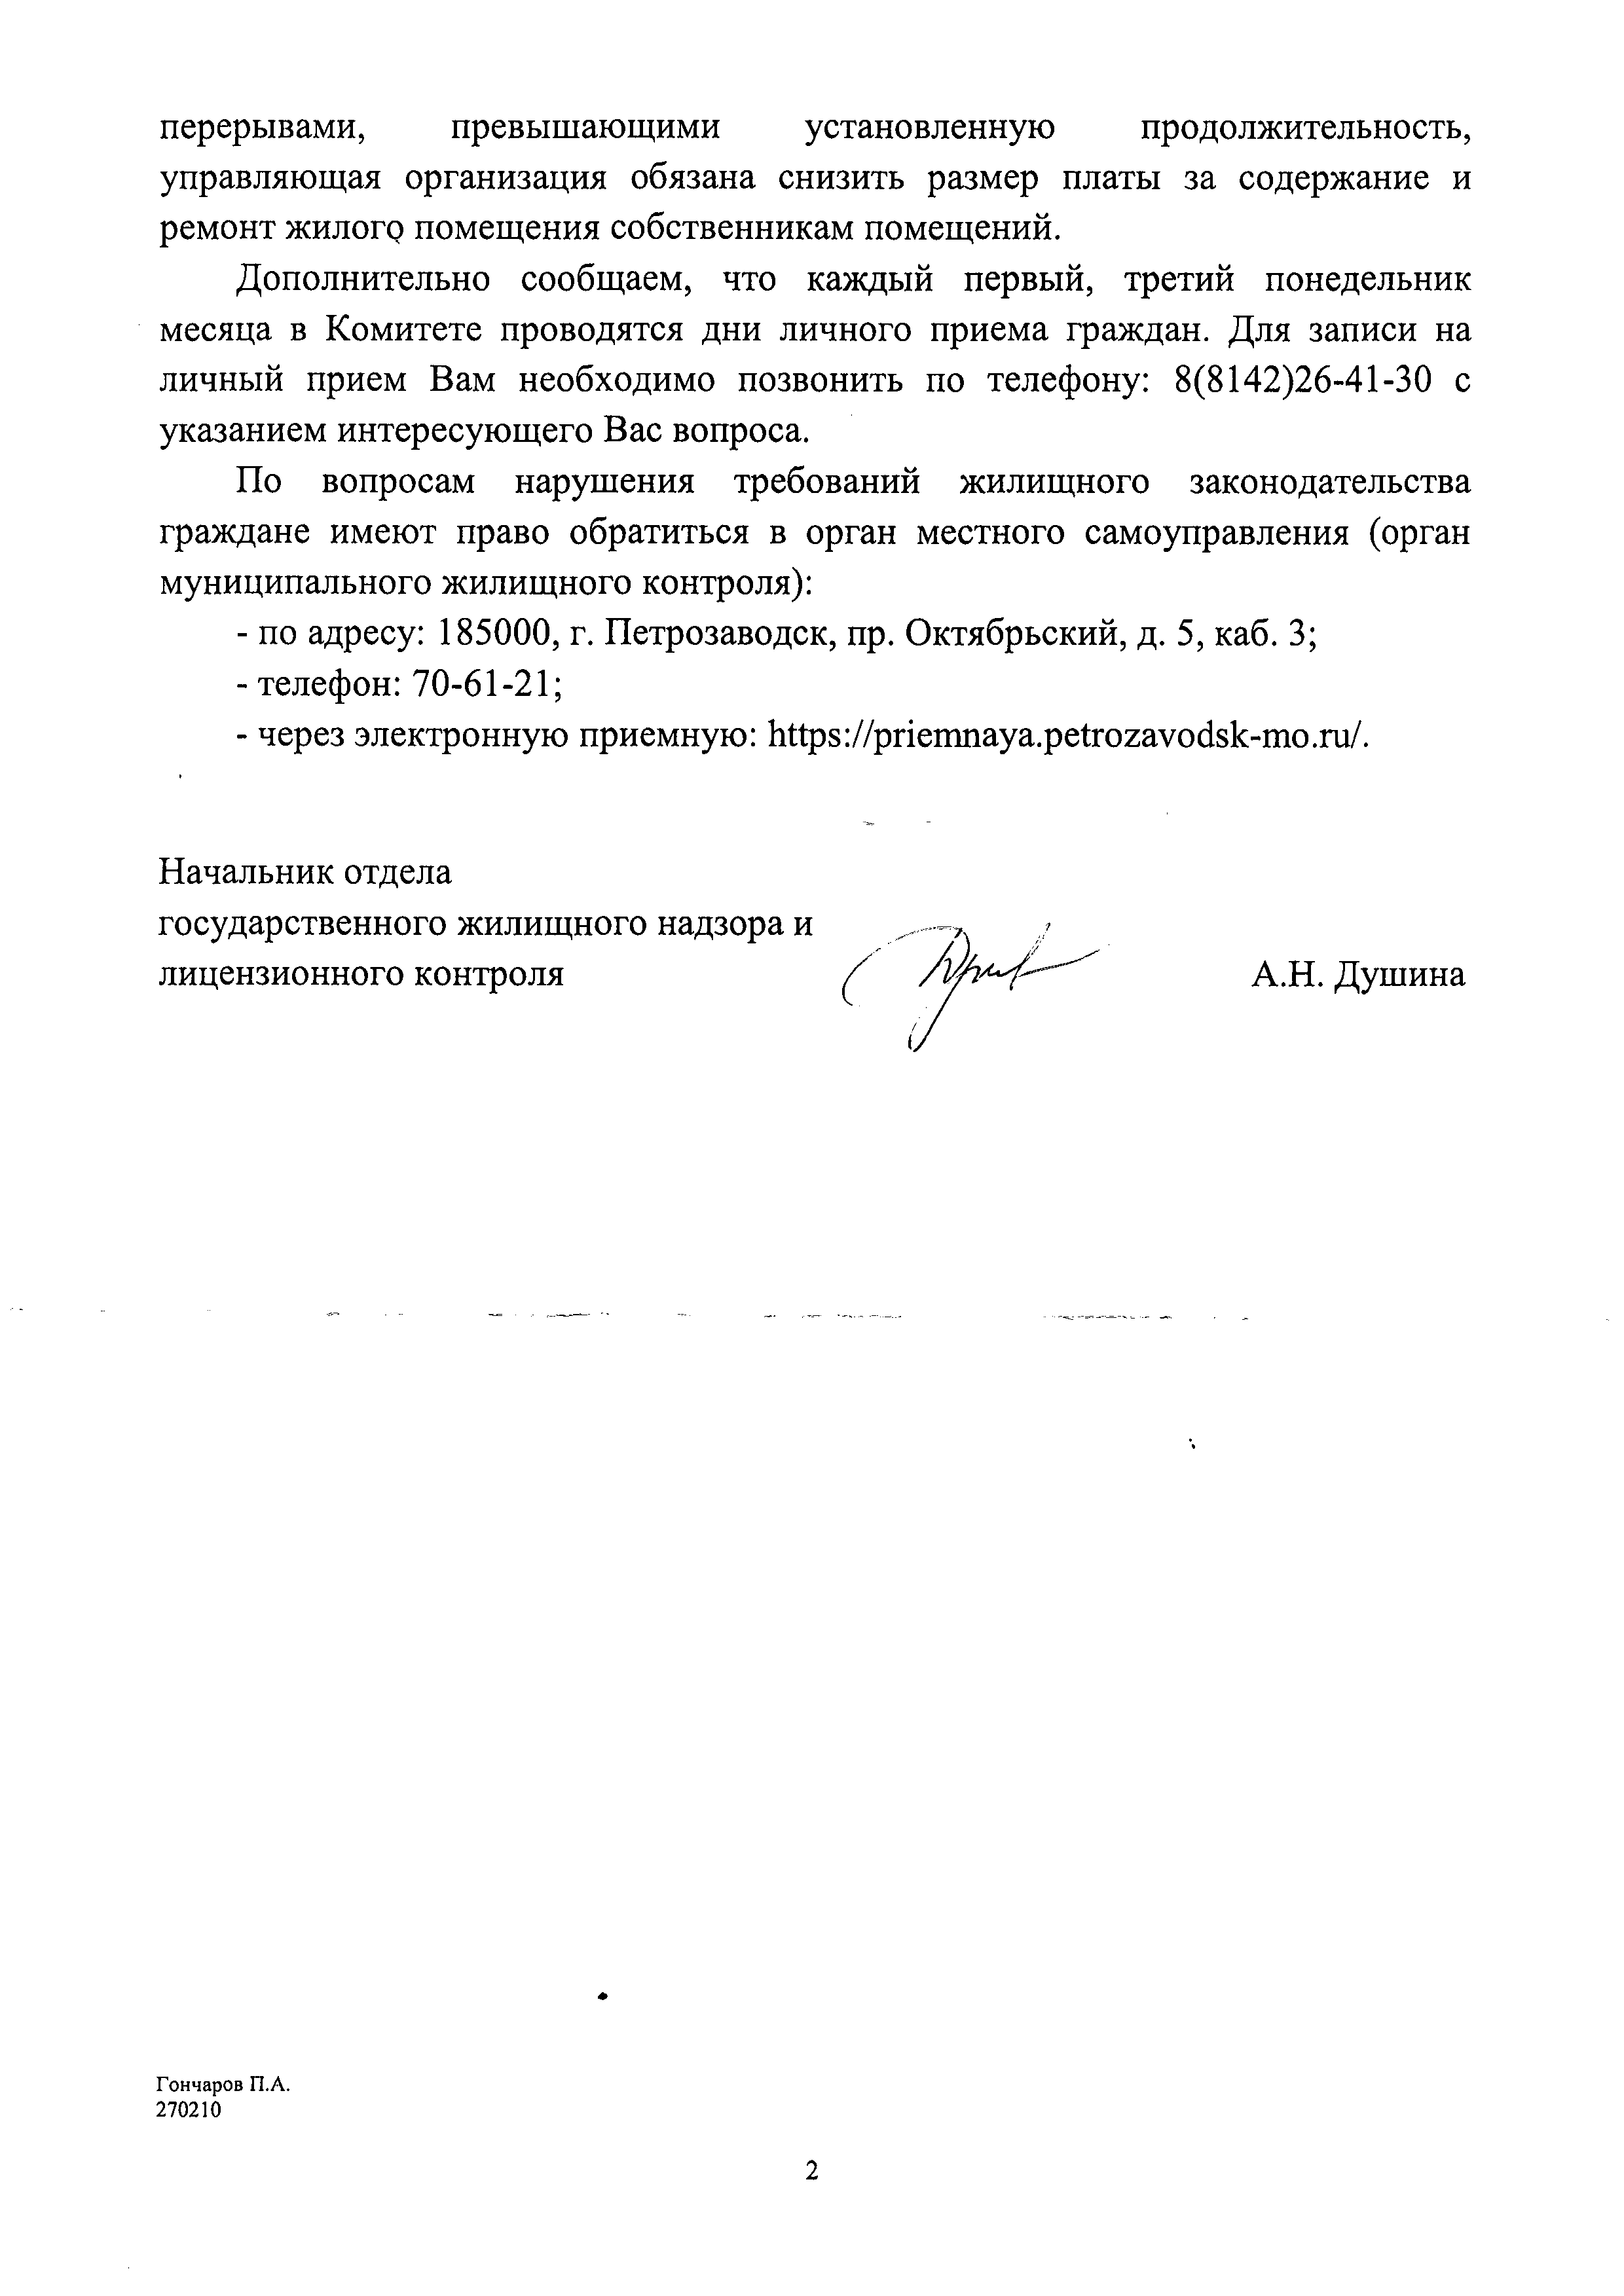 перерывами, превышающими установленную продолжительность,
управляющая организация обязана снизить размер платы за содержание и
ремонт жилого помещения собственникам помещений.
Дополнительно сообщаем, что каждый первый, третий понедельник
месяца в Комитете проводятся дни личного приема граждан. Для записи на
личный прием Вам необходимо позвонить по телефону: 8(8142)26-41-30 с
указанием интересующего Вас вопроса.
По вопросам нарушения требований жилищного законодательства
граждане имеют право обратиться в орган местного самоуправления (орган
муниципального жилищного контроля):
- по адресу: 185000, г. Петрозаводск, пр. Октябрьский, д. 5, каб. 3;
- телефон: 70-61-21;
- через электронную приемную: https://priemnaya.petrozavodsk-mo.ru/.
Начальник отдела
государственного жилищного надзора и
лицензионного контроля А.Н. Душина
Гончаров П.А.
270210
2